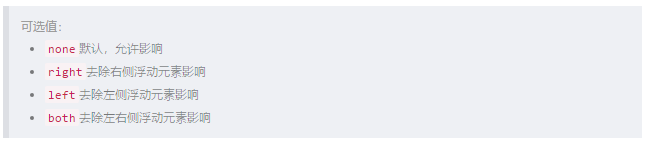 可选值：
none 默认，允许影响
right 去除右侧浮动元素影响
left 去除左侧浮动元素影响
both 去除左右侧浮动元素影响